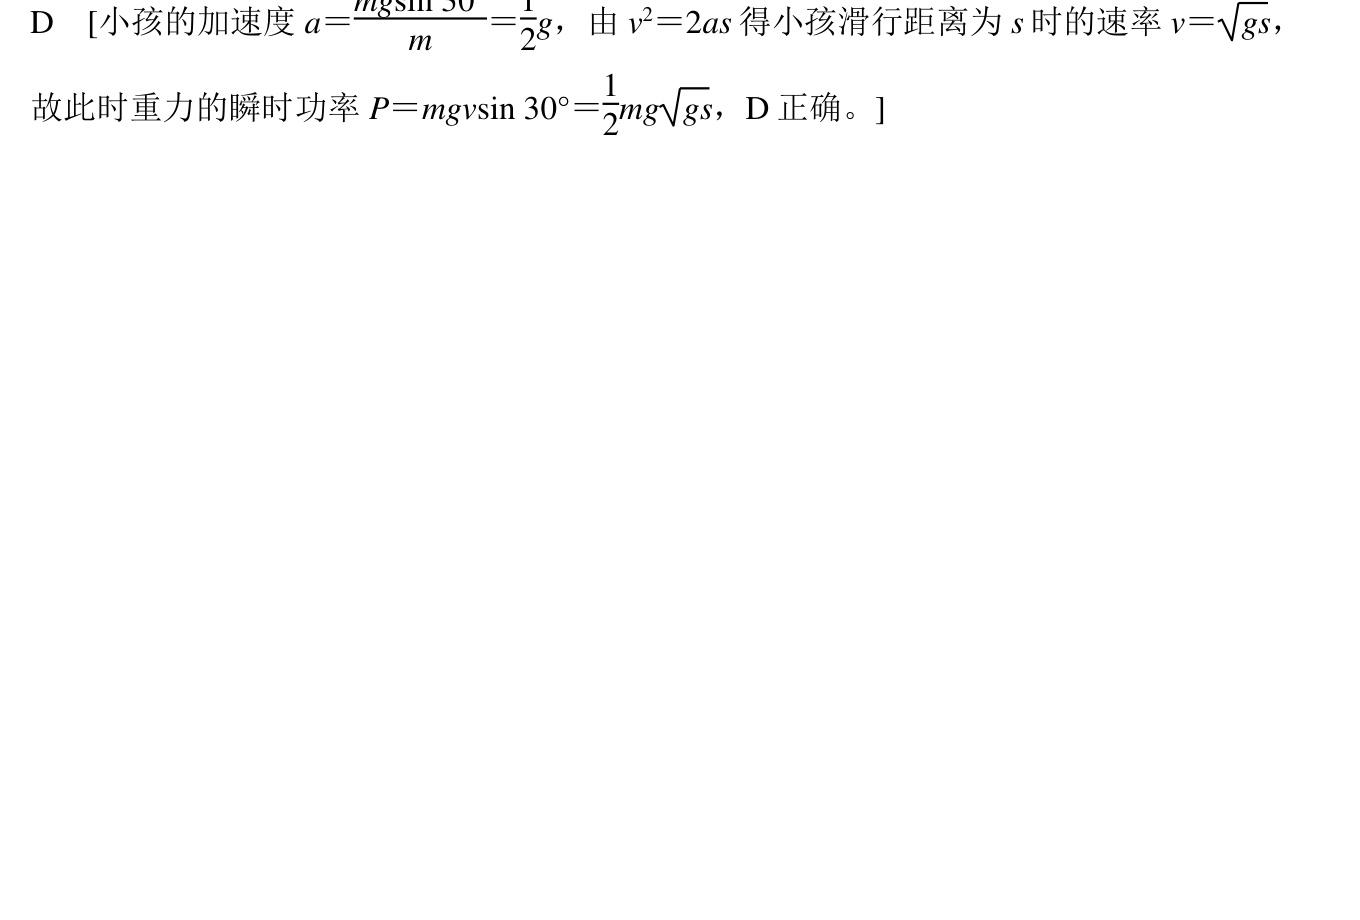 D [小孩的加速度 a＝mgsin 30°/m＝1/2g，由 v²＝2as 得小孩滑行距离为 s 时的速率 v＝√gs，
故此时重力的瞬时功率 P＝mgvsin 30°＝1/2mg√gs，D 正确。]